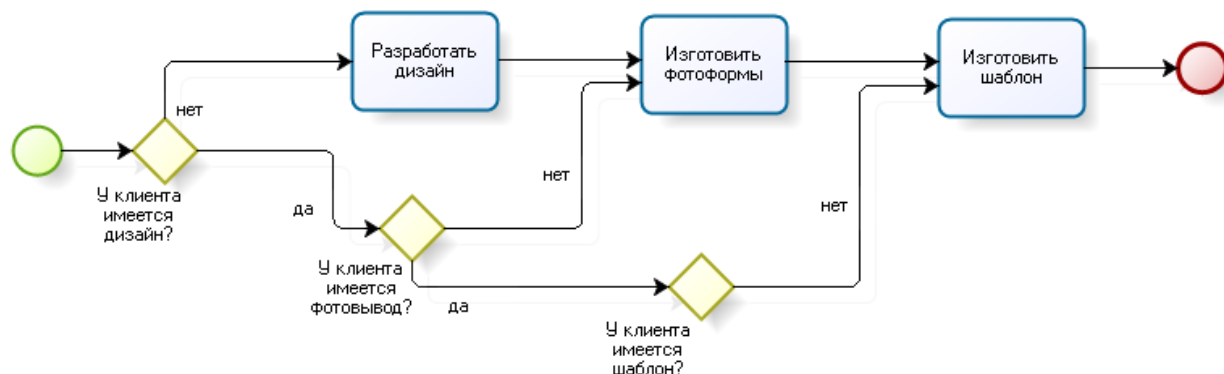 Разработать
дизайн
Изготовить
фотоформы
Изготовить
шаблон
нет
У клиента
имеется
дизайн?
да
нет
У клиента
имеется
фотовывод?
да
нет
У клиента
имеется
шаблон?